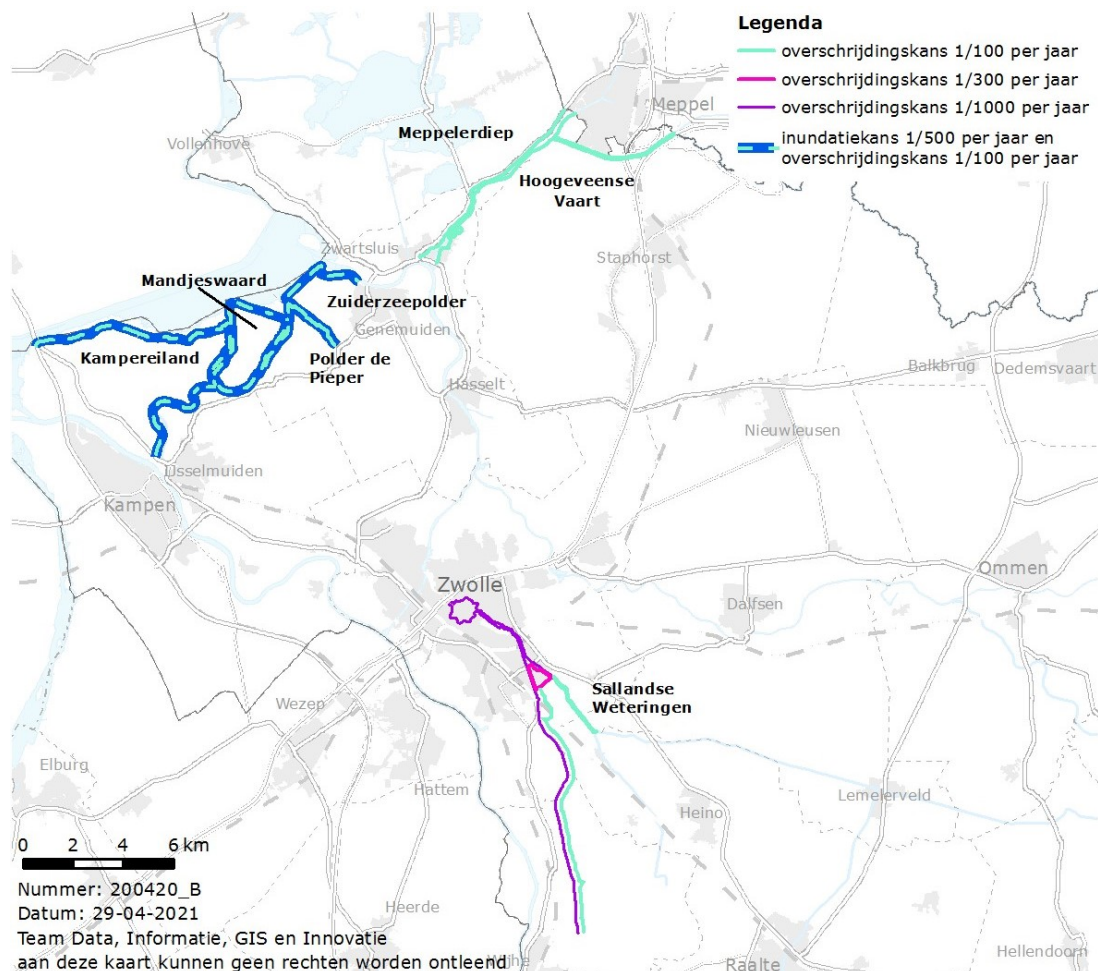 Legenda
overschrijdingskans 1/100 per jaar
overschrijdingskans 1/300 per jaar
overschrijdingskans 1/1000 per jaar
inundatiekans 1/500 per jaar en
overschrijdingskans 1/100 per jaar
Meppel
Meppelerdiep
Vollenhove
Hoogeveense
Vaart
Zwartsluis
Staphorst
Mandjeswaard
Zuiderzeepolder
Genemuiden
Kampereiland
Polder de
Pieper
Balkbrug
Dedemsvaart
Hasselt
Nieuwleusen
IJsselmuiden
Kampen
Zwolle
Ommen
Dalfsen
Sallandse
Weteringen
Wezep
Elburg
Hattem
Lemelerveld
Heino
0 2 4 6 km
Nummer: 200420_B
Datum: 29-04-2021
Heerde
Team Data, Informatie, GIS en Innovatie
aan deze kaart kunnen geen rechten worden ontleend
Raalte
Hellendoorn